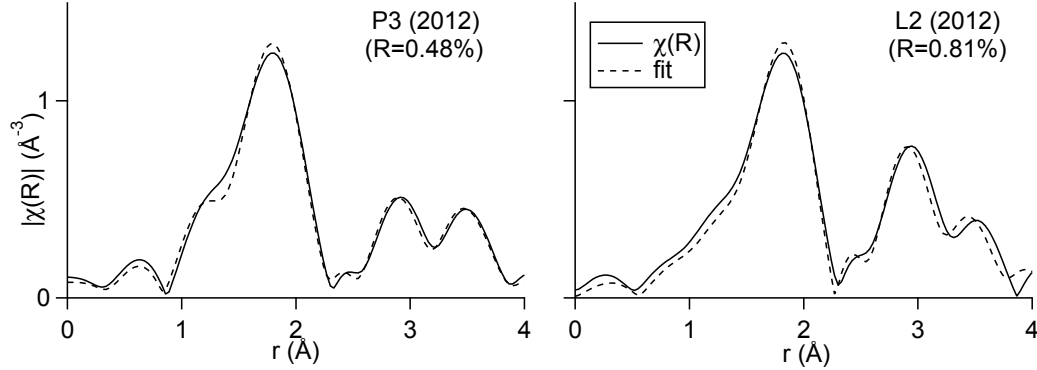 P3 (2012)
(R=0.48%)
|χ(R)| (Å⁻³)
1
0
0
1
2
3
4
r (Å)
L2 (2012)
(R=0.81%)
χ(R)
fit
0
1
2
3
4
r (Å)